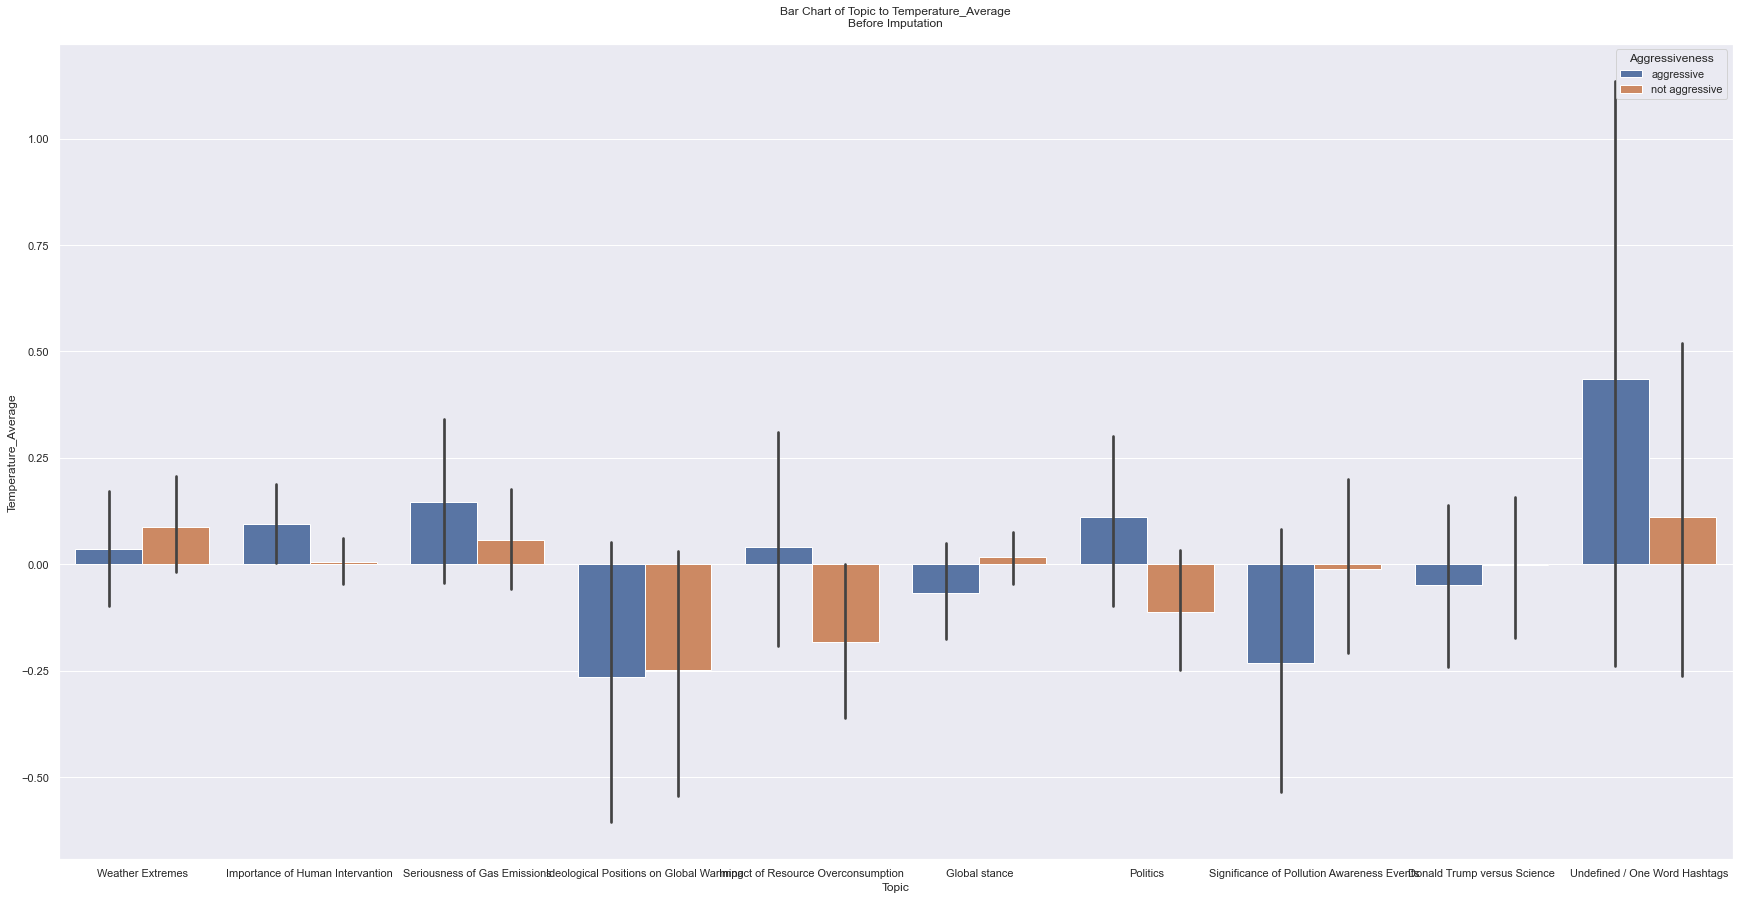 Bar Chart of Topic to Temperature_Average
Before Imputation
Aggressiveness
aggressive
not aggressive
1.00
0.75
0.50
0.25
0.00
−0.25
−0.50
Temperature_Average
Weather Extremes
Importance of Human Intervantion
Seriousness of Gas Emissions
Ideological Positions on Global Warming
Impact of Resource Overconsumption
Global stance
Politics
Significance of Pollution Awareness Events
Donald Trump versus Science
Undefined / One Word Hashtags
Topic